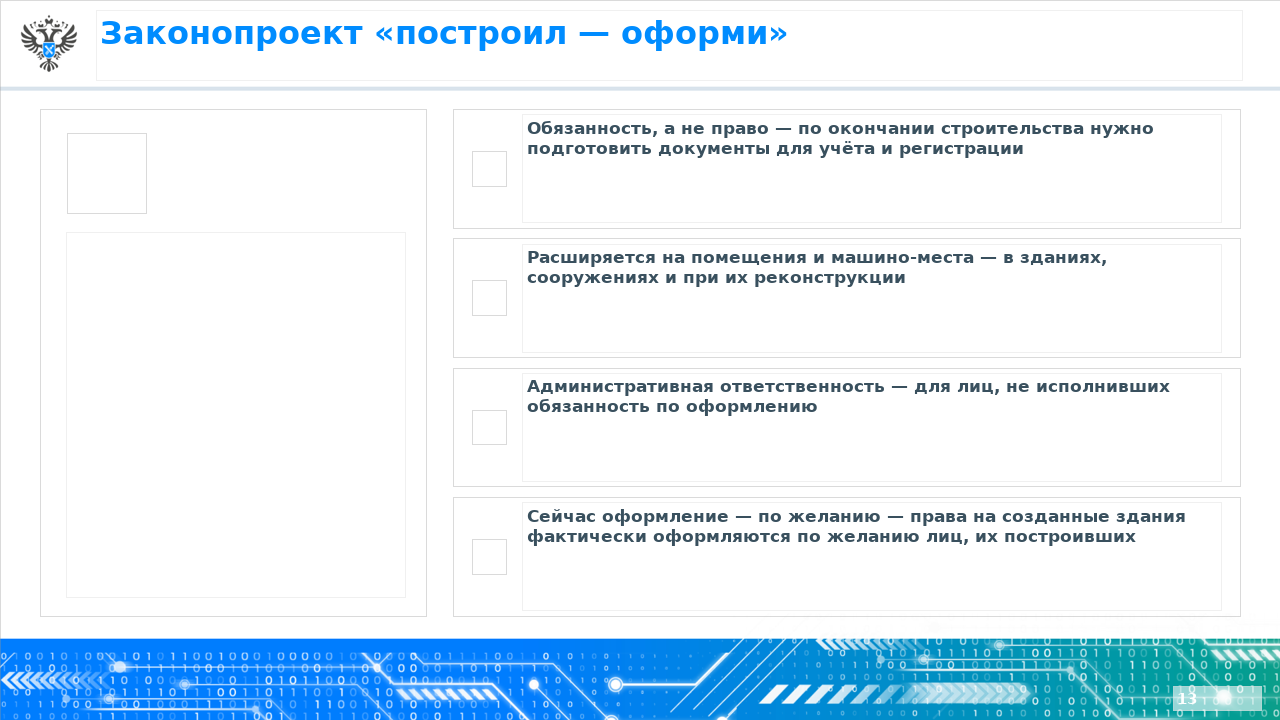 Законопроект «построил — оформи»
Обязанность, а не право — по окончании строительства нужно
подготовить документы для учёта и регистрации
Расширяется на помещения и машино-места — в зданиях,
сооружениях и при их реконструкции
Административная ответственность — для лиц, не исполнивших
обязанность по оформлению
Сейчас оформление — по желанию — права на созданные здания
фактически оформляются по желанию лиц, их построивших
13